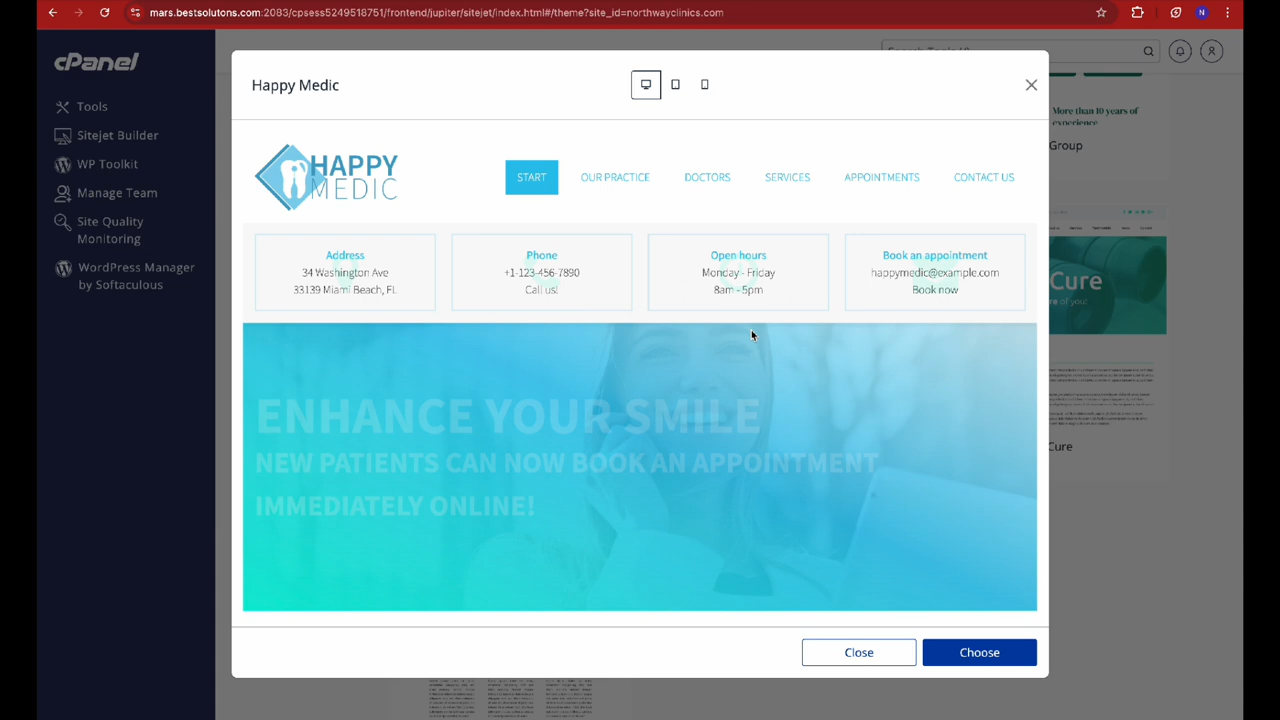 mars.bestsolutons.com:2083/cpsess5249518751/frontend/jupiter/sitejet/index.html#/theme?site_id=northwayclinics.com
N
cPanel
Tools
Sitejet Builder
WP Toolkit
Manage Team
Site Quality
Monitoring
WordPress Manager
by Softaculous
Happy Medic
HAPPY
MEDIC
START
OUR PRACTICE
DOCTORS
SERVICES
APPOINTMENTS
CONTACT US
Address
34 Washington Ave
33139 Miami Beach, FL
Phone
+1-123-456-7890
Call us!
Open hours
Monday - Friday
8am - 5pm
Book an appointment
happymedic@example.com
Book now
ENHANCE YOUR SMILE
NEW PATIENTS CAN NOW BOOK AN APPOINTMENT
IMMEDIATELY ONLINE!
Close
Choose
More than 10 years of
experience
Group
Cure
of you!
Cure